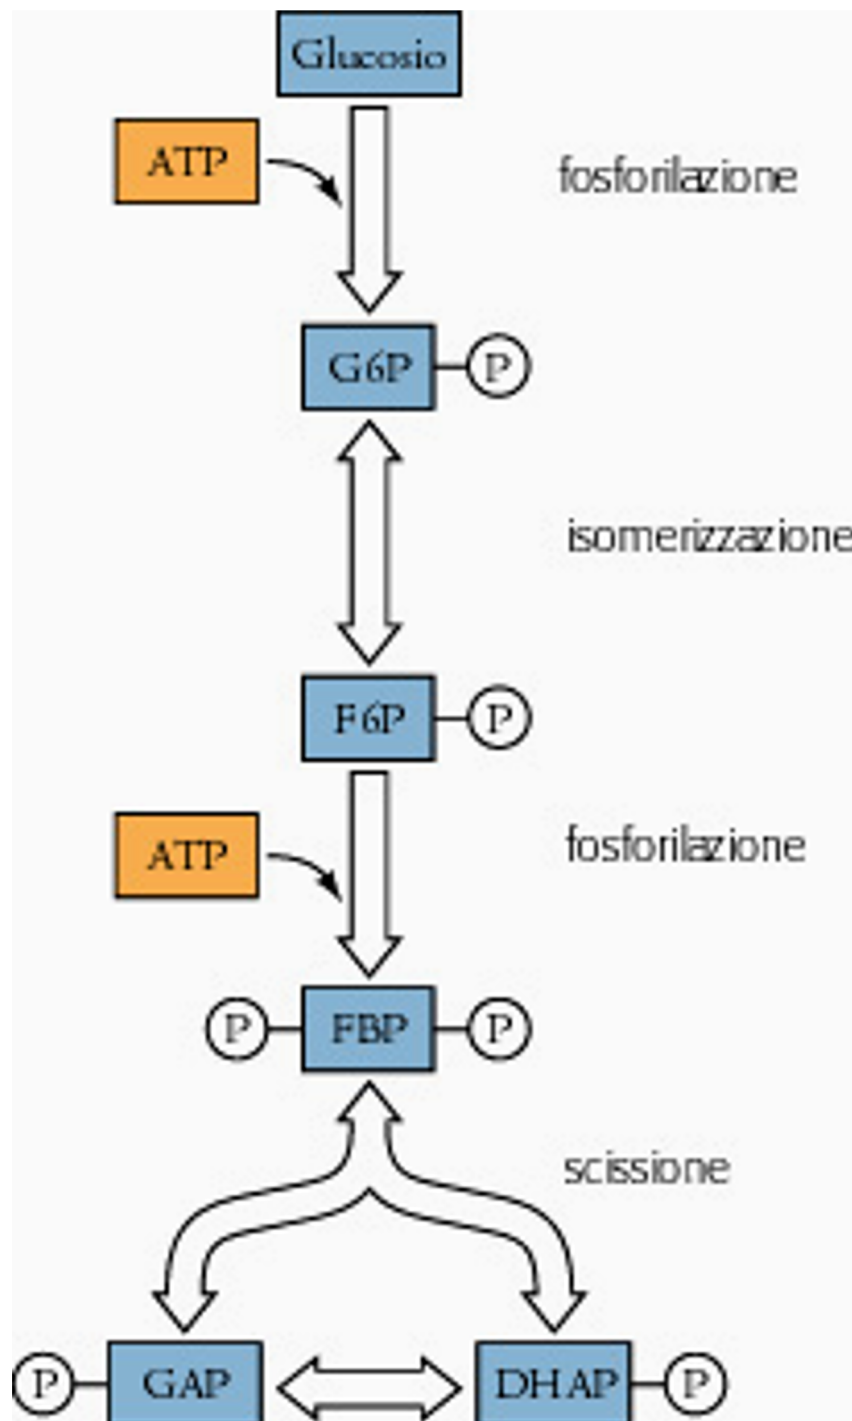 Glucosio
ATP
fosforilazione
G6P P
isomerizzazione
F6P P
ATP
fosforilazione
P FBP P
scissione
P GAP DHAP P